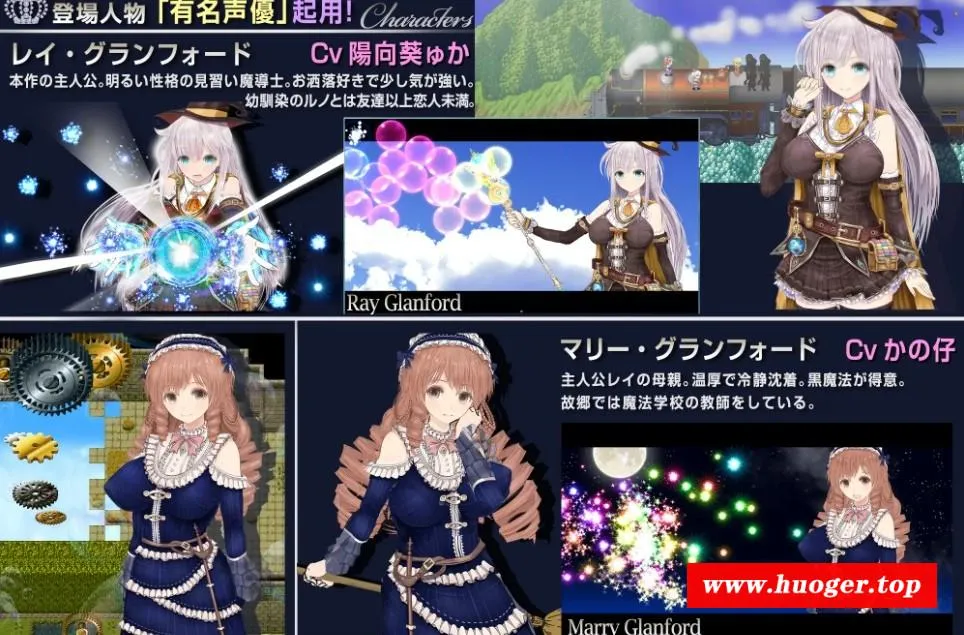 登場人物「有名声優」起用!
Characters
レイ・グランフォード Cv 陽向葵ゅか
本作の主人公。明るい性格の見習い魔導士。お洒落好きで少し気が強い。
幼馴染のルノとは友達以上恋人未満。
Ray Glanford
マリー・グランフォード Cv かの仔
主人公レイの母親。温厚で冷静沈着。黒魔法が得意。
故郷では魔法学校の教師をしている。
www.huoger.top
Marry Glanford